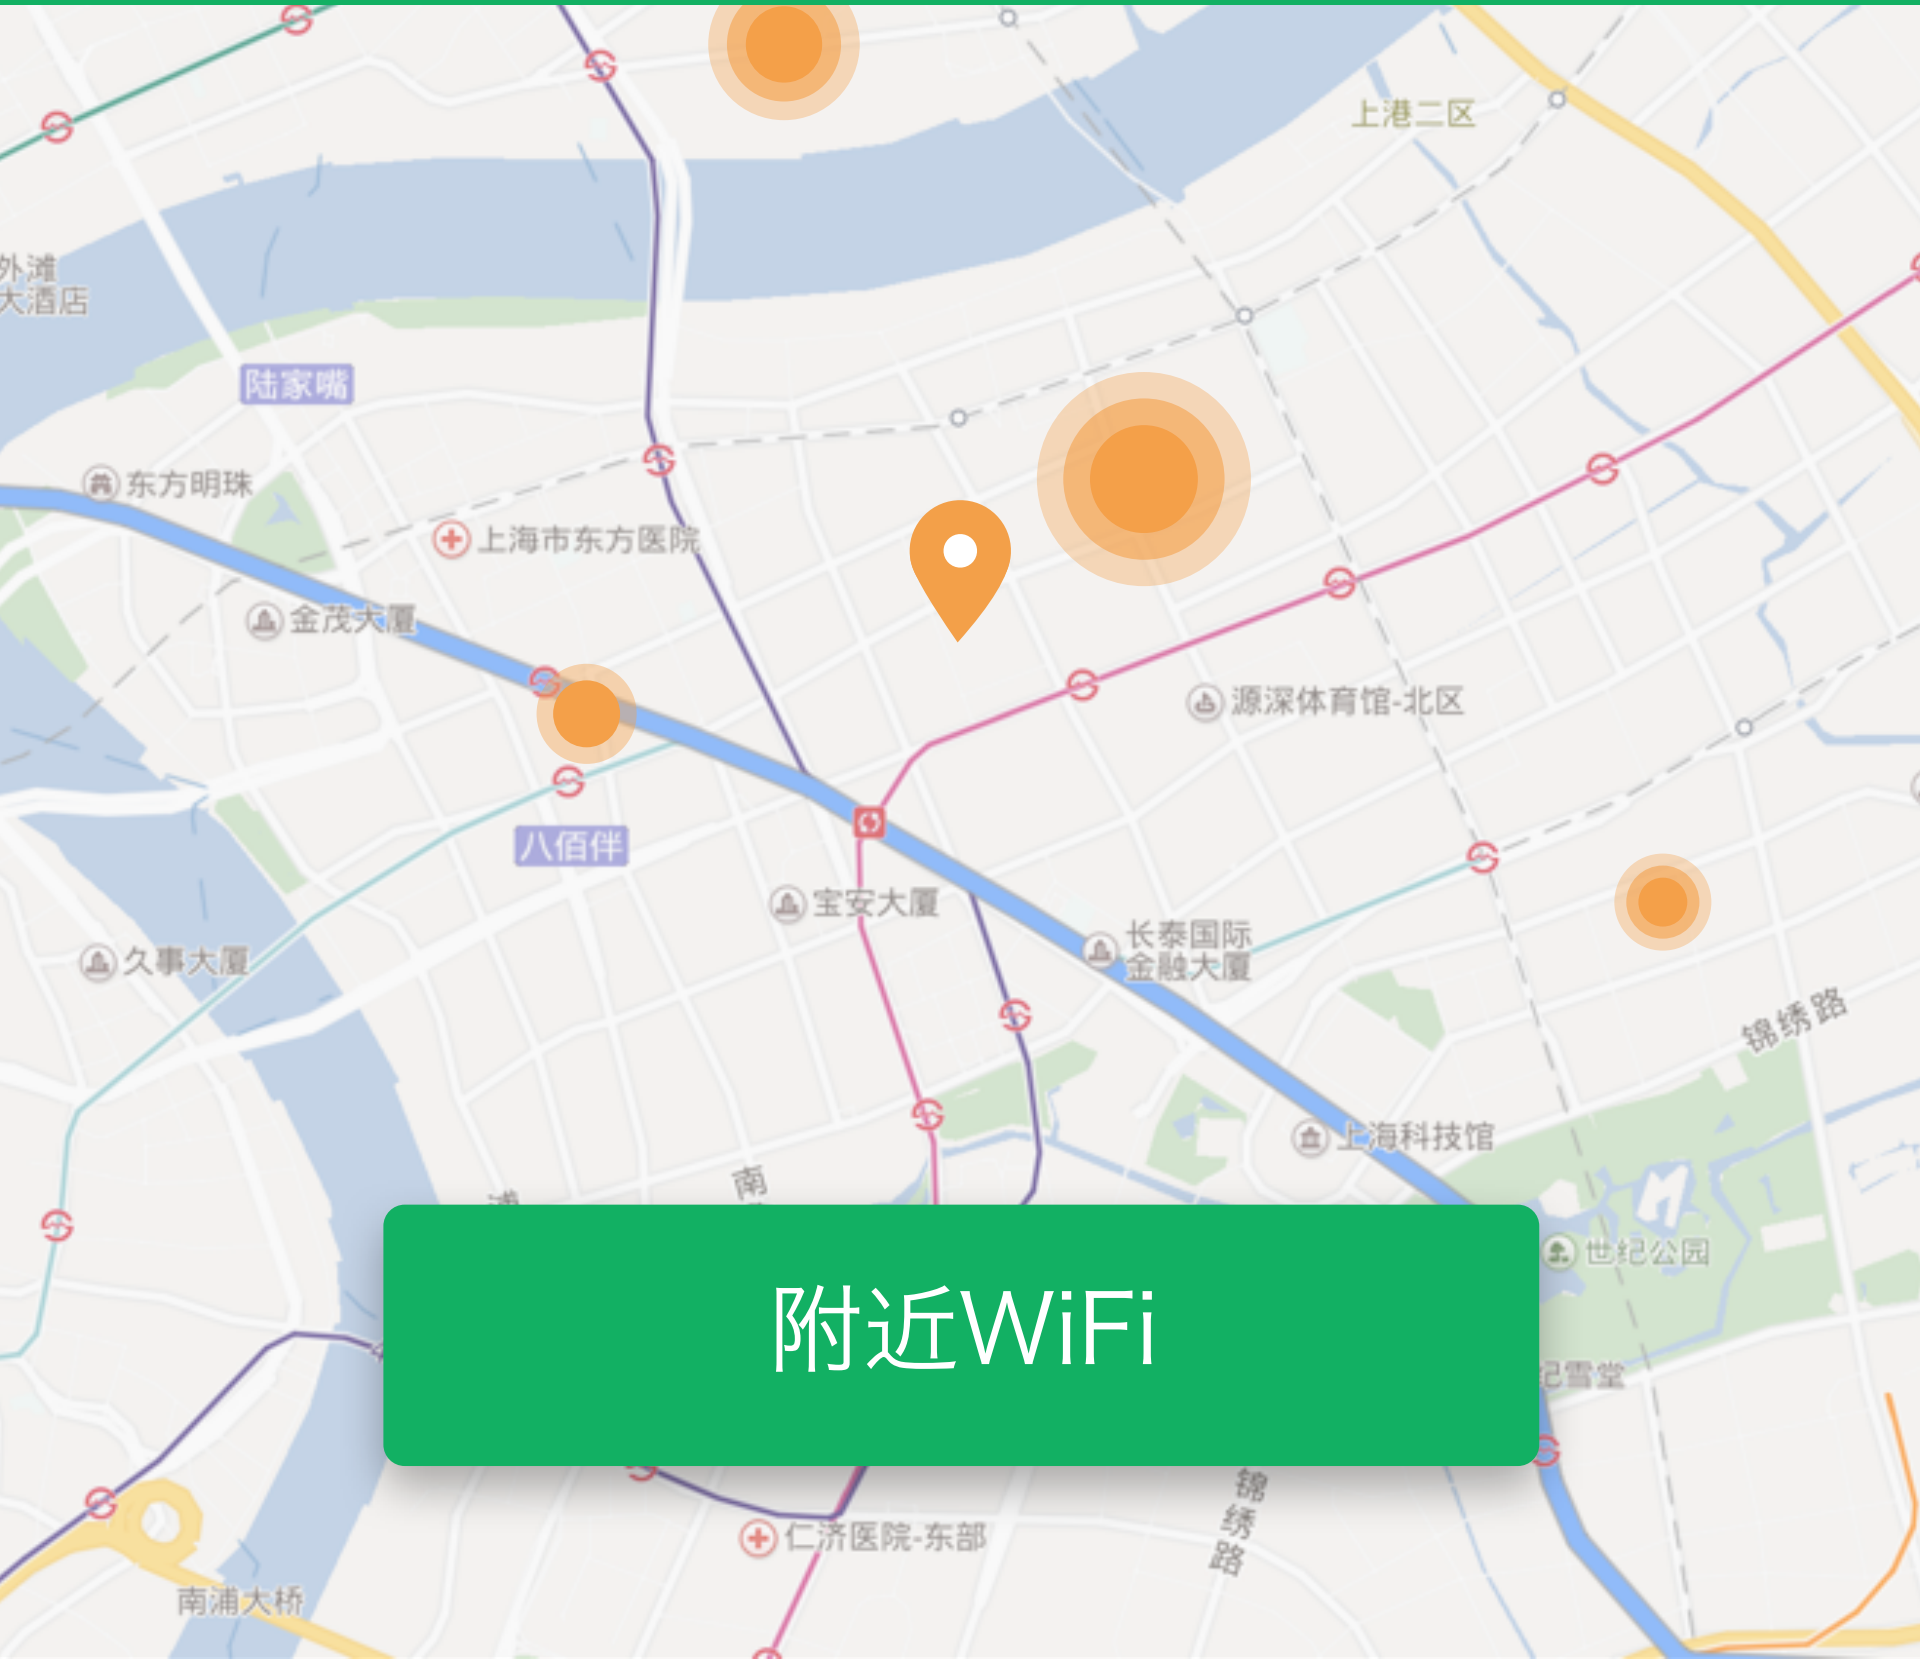 上港二区
外滩
大酒店
陆家嘴
东方明珠
上海市东方医院
金茂大厦
源深体育馆-北区
八佰伴
宝安大厦
长泰国际
金融大厦
久事大厦
锦绣路
上海科技馆
南
世纪公园
附近WiFi
纪雪堂
锦绣路
仁济医院-东部
南浦大桥